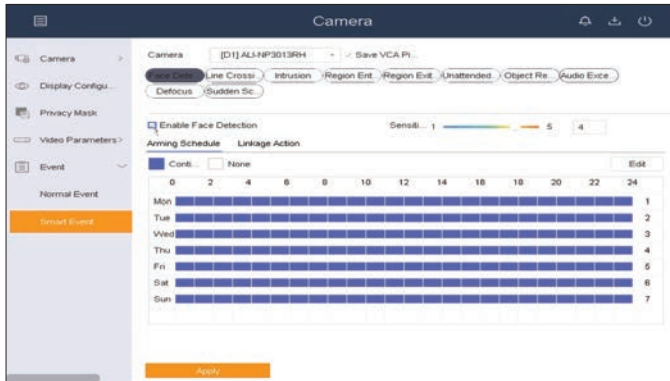 Camera
Camera >
Display Configu...
Privacy Mask
Video Parameters >
Event
Normal Event
Smart Event
Camera [D1] ALI-NP3013RH Save VCA Pi...
Face Dete... Line Crossi... Intrusion Region Ent... Region Exit... Unattended... Object Re... Audio Exce...
Defocus Sudden Sc...
Enable Face Detection Sensiti... 1 5 4
Arming Schedule Linkage Action
Conti... None Edit
0 2 4 6 8 10 12 14 16 18 20 22 24
Mon 1
Tue 2
Wed 3
Thu 4
Fri 5
Sat 6
Sun 7
Apply